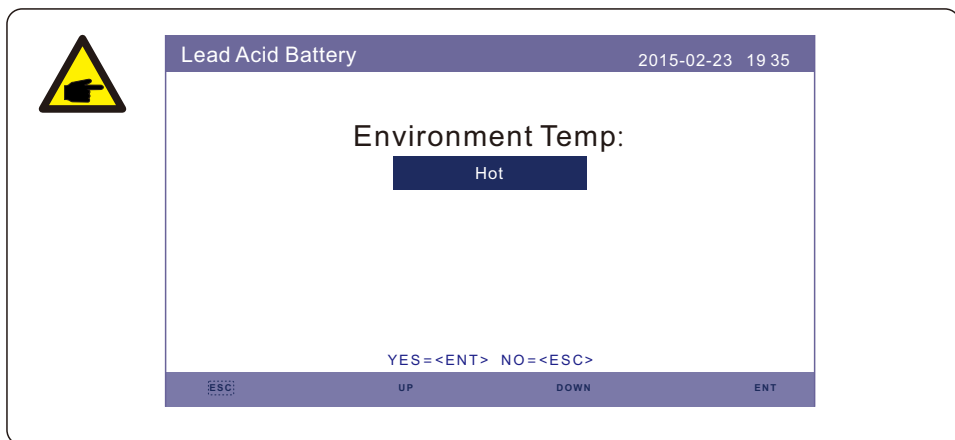 Lead Acid Battery 2015-02-23 19 35
Environment Temp:
Hot
YES=<ENT> NO=<ESC>
ESC UP DOWN ENT